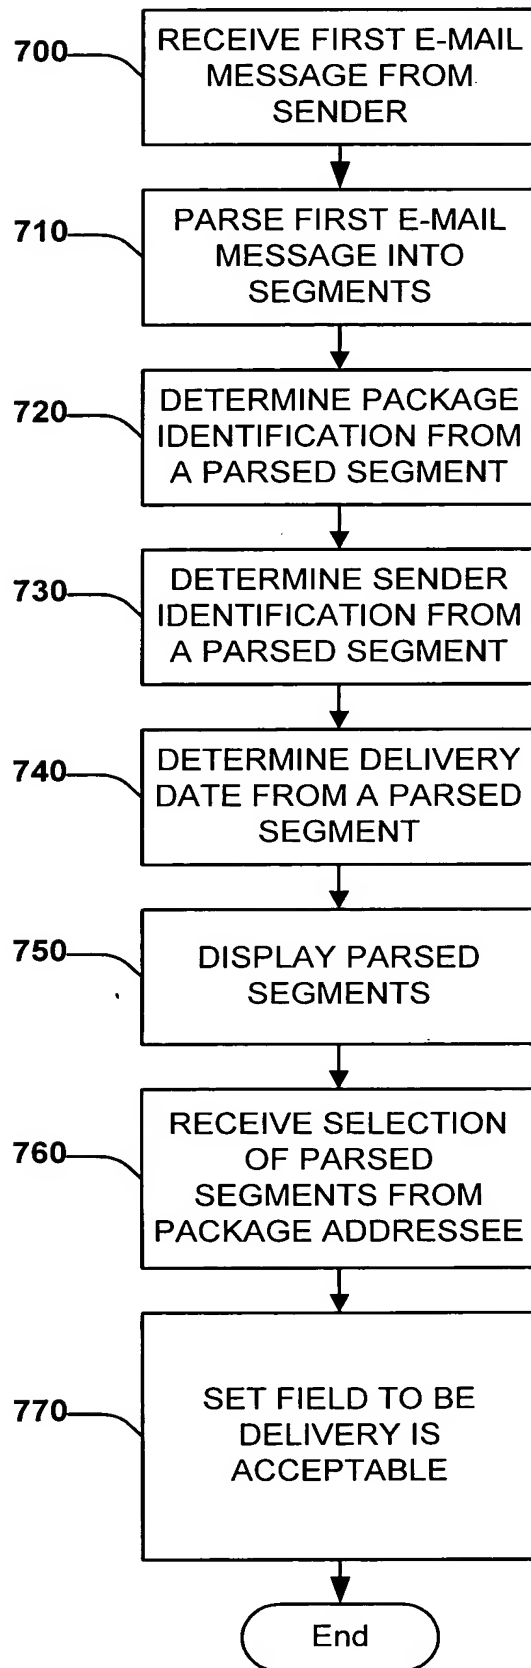 700
RECEIVE FIRST E-MAIL
MESSAGE FROM
SENDER
710
PARSE FIRST E-MAIL
MESSAGE INTO
SEGMENTS
720
DETERMINE PACKAGE
IDENTIFICATION FROM
A PARSED SEGMENT
730
DETERMINE SENDER
IDENTIFICATION FROM
A PARSED SEGMENT
740
DETERMINE DELIVERY
DATE FROM A PARSED
SEGMENT
750
DISPLAY PARSED
SEGMENTS
760
RECEIVE SELECTION
OF PARSED
SEGMENTS FROM
PACKAGE ADDRESSEE
770
SET FIELD TO BE
DELIVERY IS
ACCEPTABLE
End